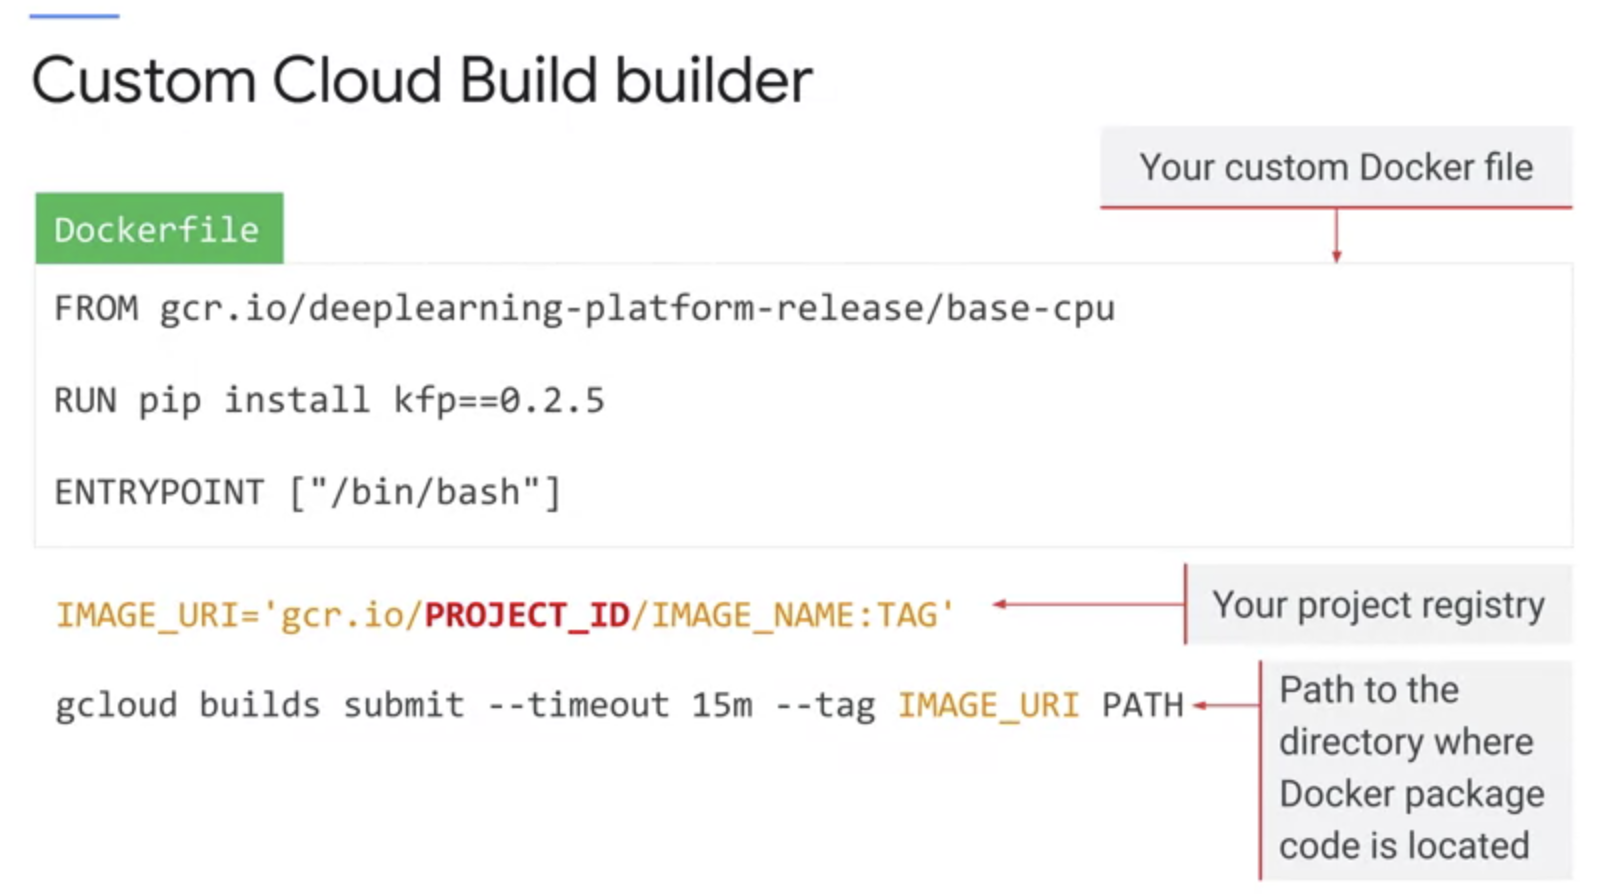 Custom Cloud Build builder
Your custom Docker file
Dockerfile
FROM gcr.io/deeplearning-platform-release/base-cpu
RUN pip install kfp==0.2.5
ENTRYPOINT ["/bin/bash"]
IMAGE_URI='gcr.io/PROJECT_ID/IMAGE_NAME:TAG'
Your project registry
gcloud builds submit --timeout 15m --tag IMAGE_URI PATH
Path to the
directory where
Docker package
code is located